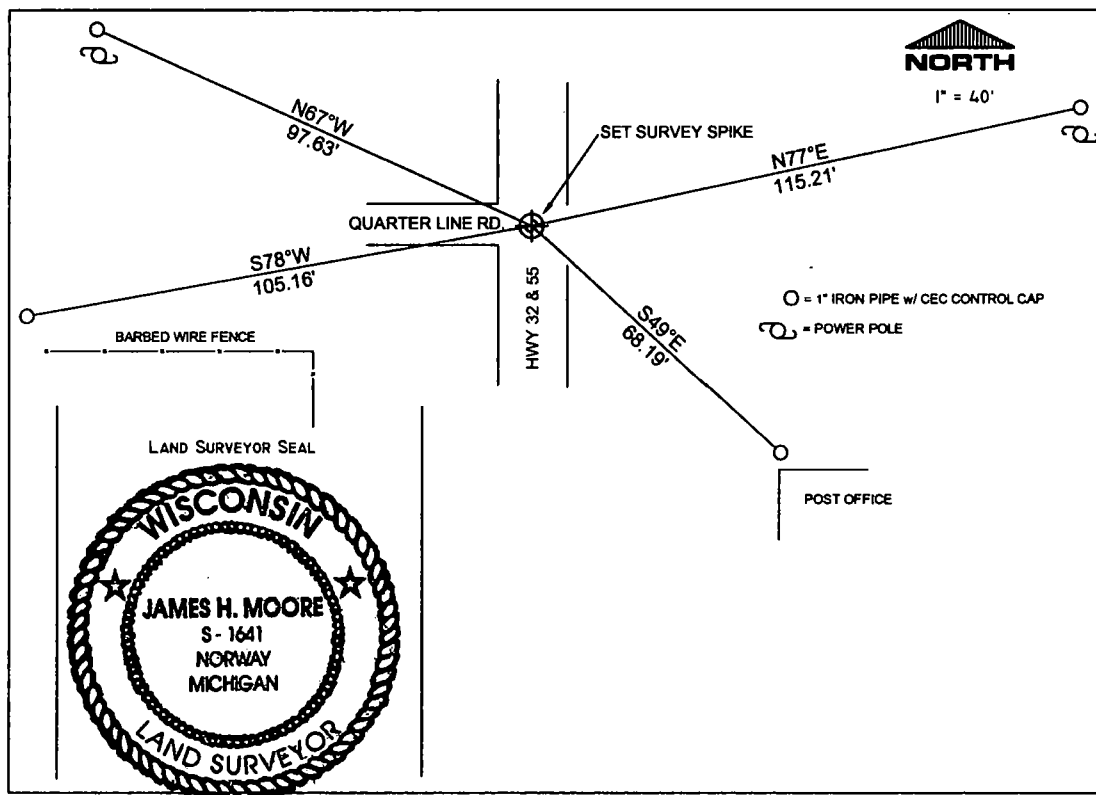 NORTH
1" = 40'
N67°W
97.63'
SET SURVEY SPIKE
N77°E
115.21'
QUARTER LINE RD.
S78°W
105.16'
HWY 32 & 55
S49°E
68.19'
= 1" IRON PIPE w/ CEC CONTROL CAP
= POWER POLE
BARBED WIRE FENCE
LAND SURVEYOR SEAL
POST OFFICE
WISCONSIN
JAMES H. MOORE
S - 1641
NORWAY
MICHIGAN
LAND SURVEYOR